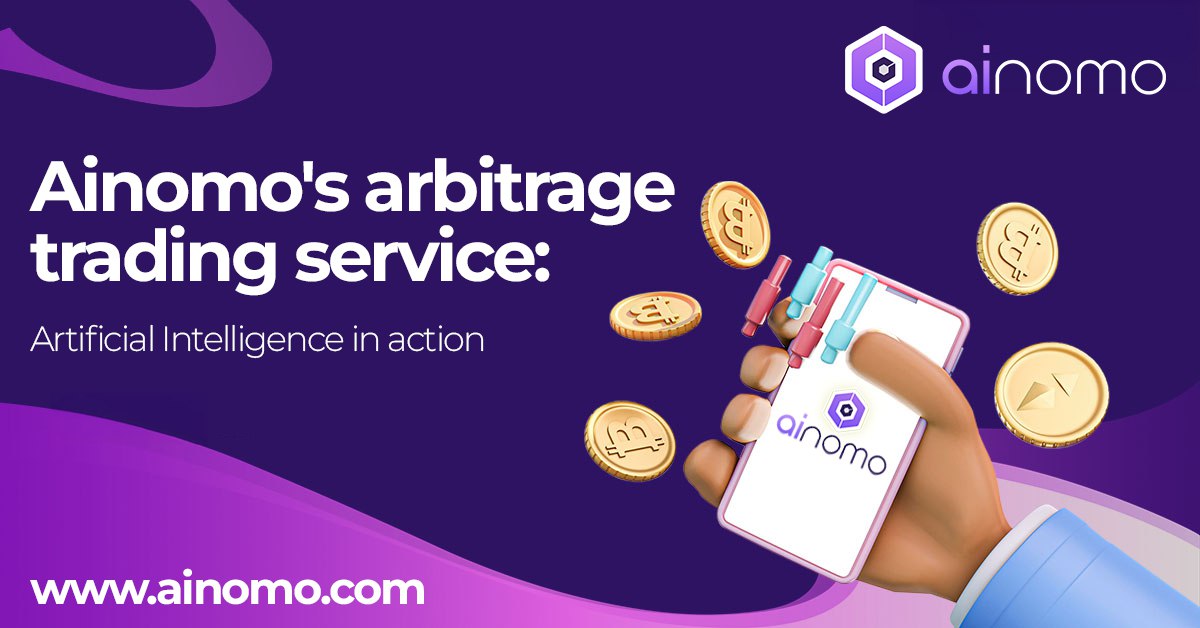 ainomo
Ainomo's arbitrage
trading service:
Artificial Intelligence in action
ainomo
www.ainomo.com